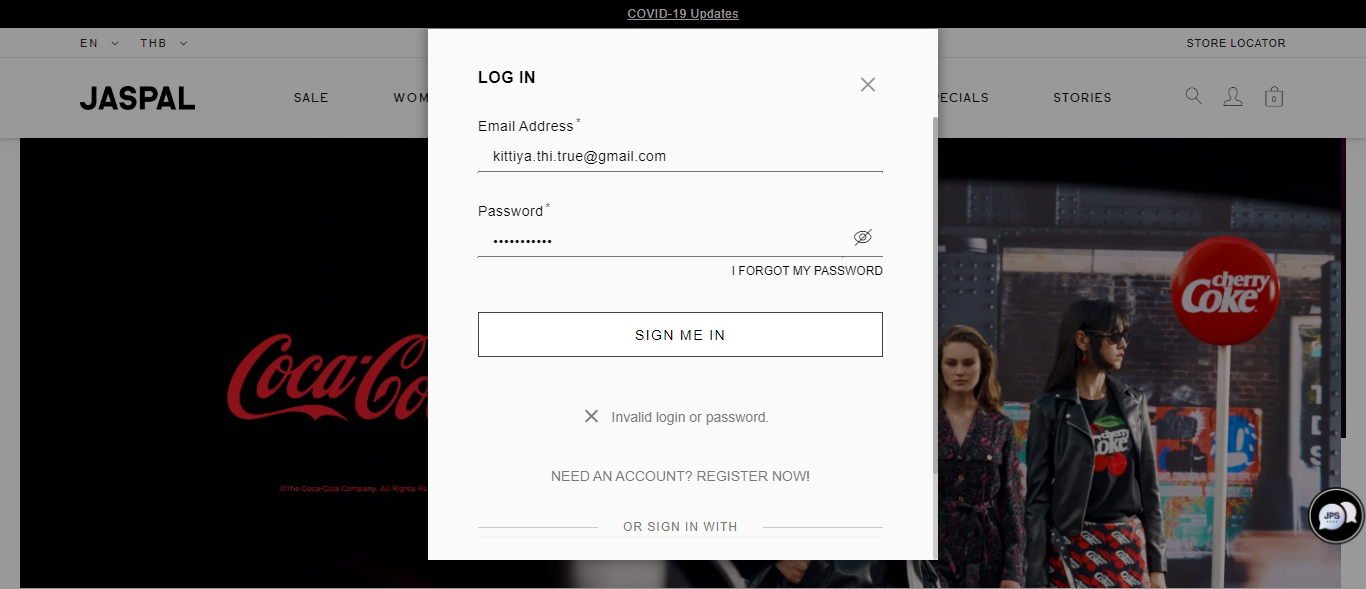 COVID-19 Updates
EN THB
STORE LOCATOR
JASPAL
SALE
WOM
ECIALS
STORIES
0
LOG IN
Email Address*
kittiya.thi.true@gmail.com
Password*
•••••••••••
I FORGOT MY PASSWORD
SIGN ME IN
Invalid login or password.
NEED AN ACCOUNT? REGISTER NOW!
OR SIGN IN WITH
Coca-Co
©The Coca-Cola Company. All Rights Re
cherry
Coke
cherry
Coke
JPS